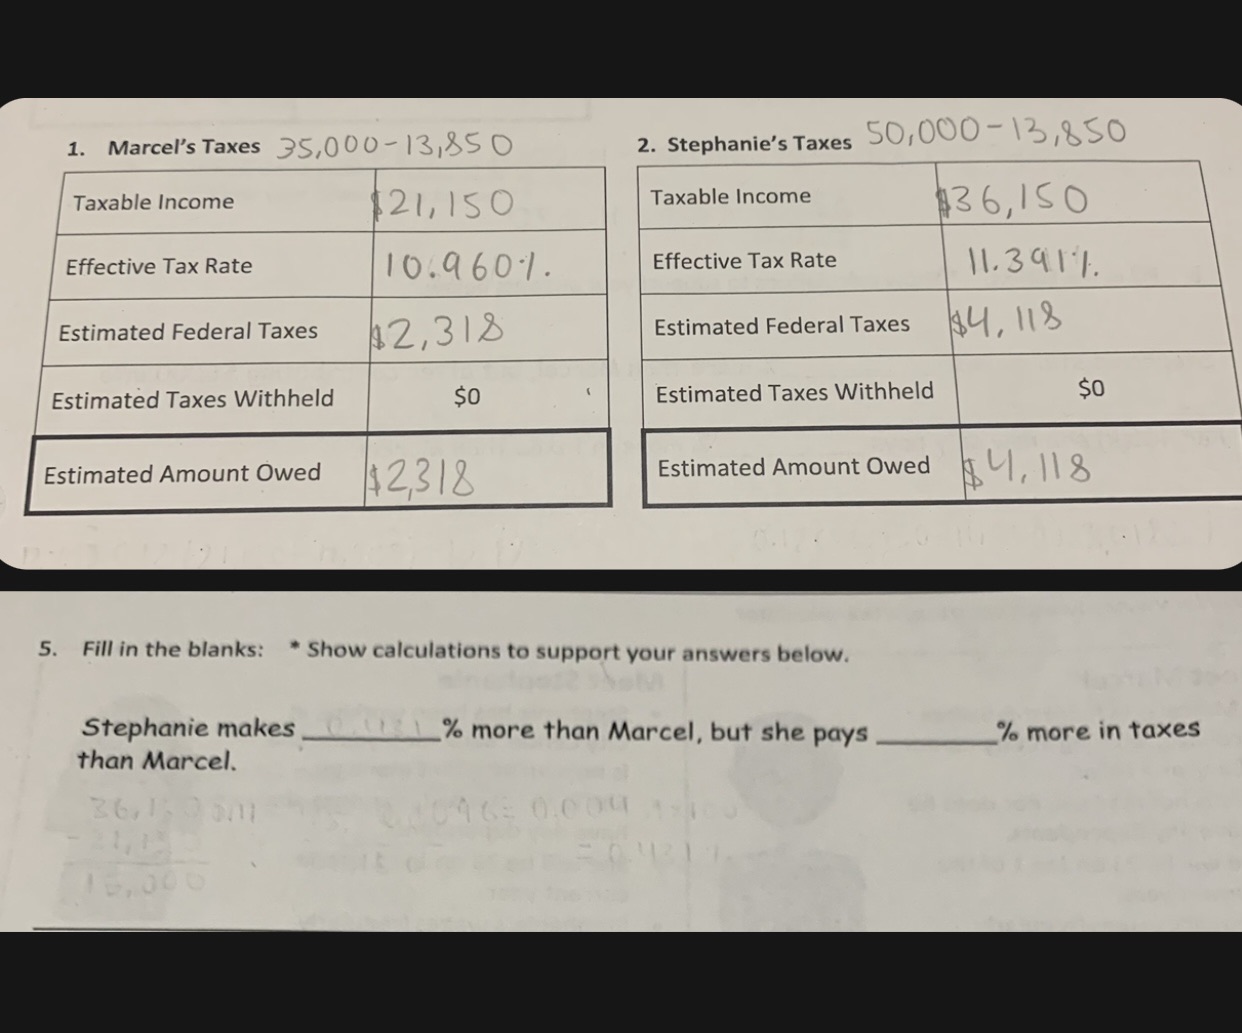 1. Marcel's Taxes 35,000-13,850
Taxable Income $21,150
Effective Tax Rate 10.960%.
Estimated Federal Taxes $2,318
Estimated Taxes Withheld $0
Estimated Amount Owed $2,318
2. Stephanie's Taxes 50,000-13,850
Taxable Income $36,150
Effective Tax Rate 11.391%.
Estimated Federal Taxes $4,118
Estimated Taxes Withheld $0
Estimated Amount Owed $4,118
5. Fill in the blanks: * Show calculations to support your answers below.
Stephanie makes ________% more than Marcel, but she pays ________% more in taxes
than Marcel.
15,000